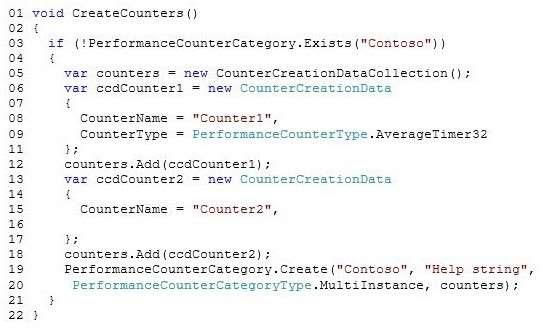 01 void CreateCounters()
02 {
03   if (!PerformanceCounterCategory.Exists("Contoso"))
04   {
05     var counters = new CounterCreationDataCollection();
06     var ccdCounter1 = new CounterCreationData
07     {
08       CounterName = "Counter1",
09       CounterType = PerformanceCounterType.AverageTimer32
11     };
12     counters.Add(ccdCounter1);
13     var ccdCounter2 = new CounterCreationData
14     {
15       CounterName = "Counter2",
16
17     };
18     counters.Add(ccdCounter2);
19     PerformanceCounterCategory.Create("Contoso", "Help string",
20      PerformanceCounterCategoryType.MultiInstance, counters);
21   }
22 }